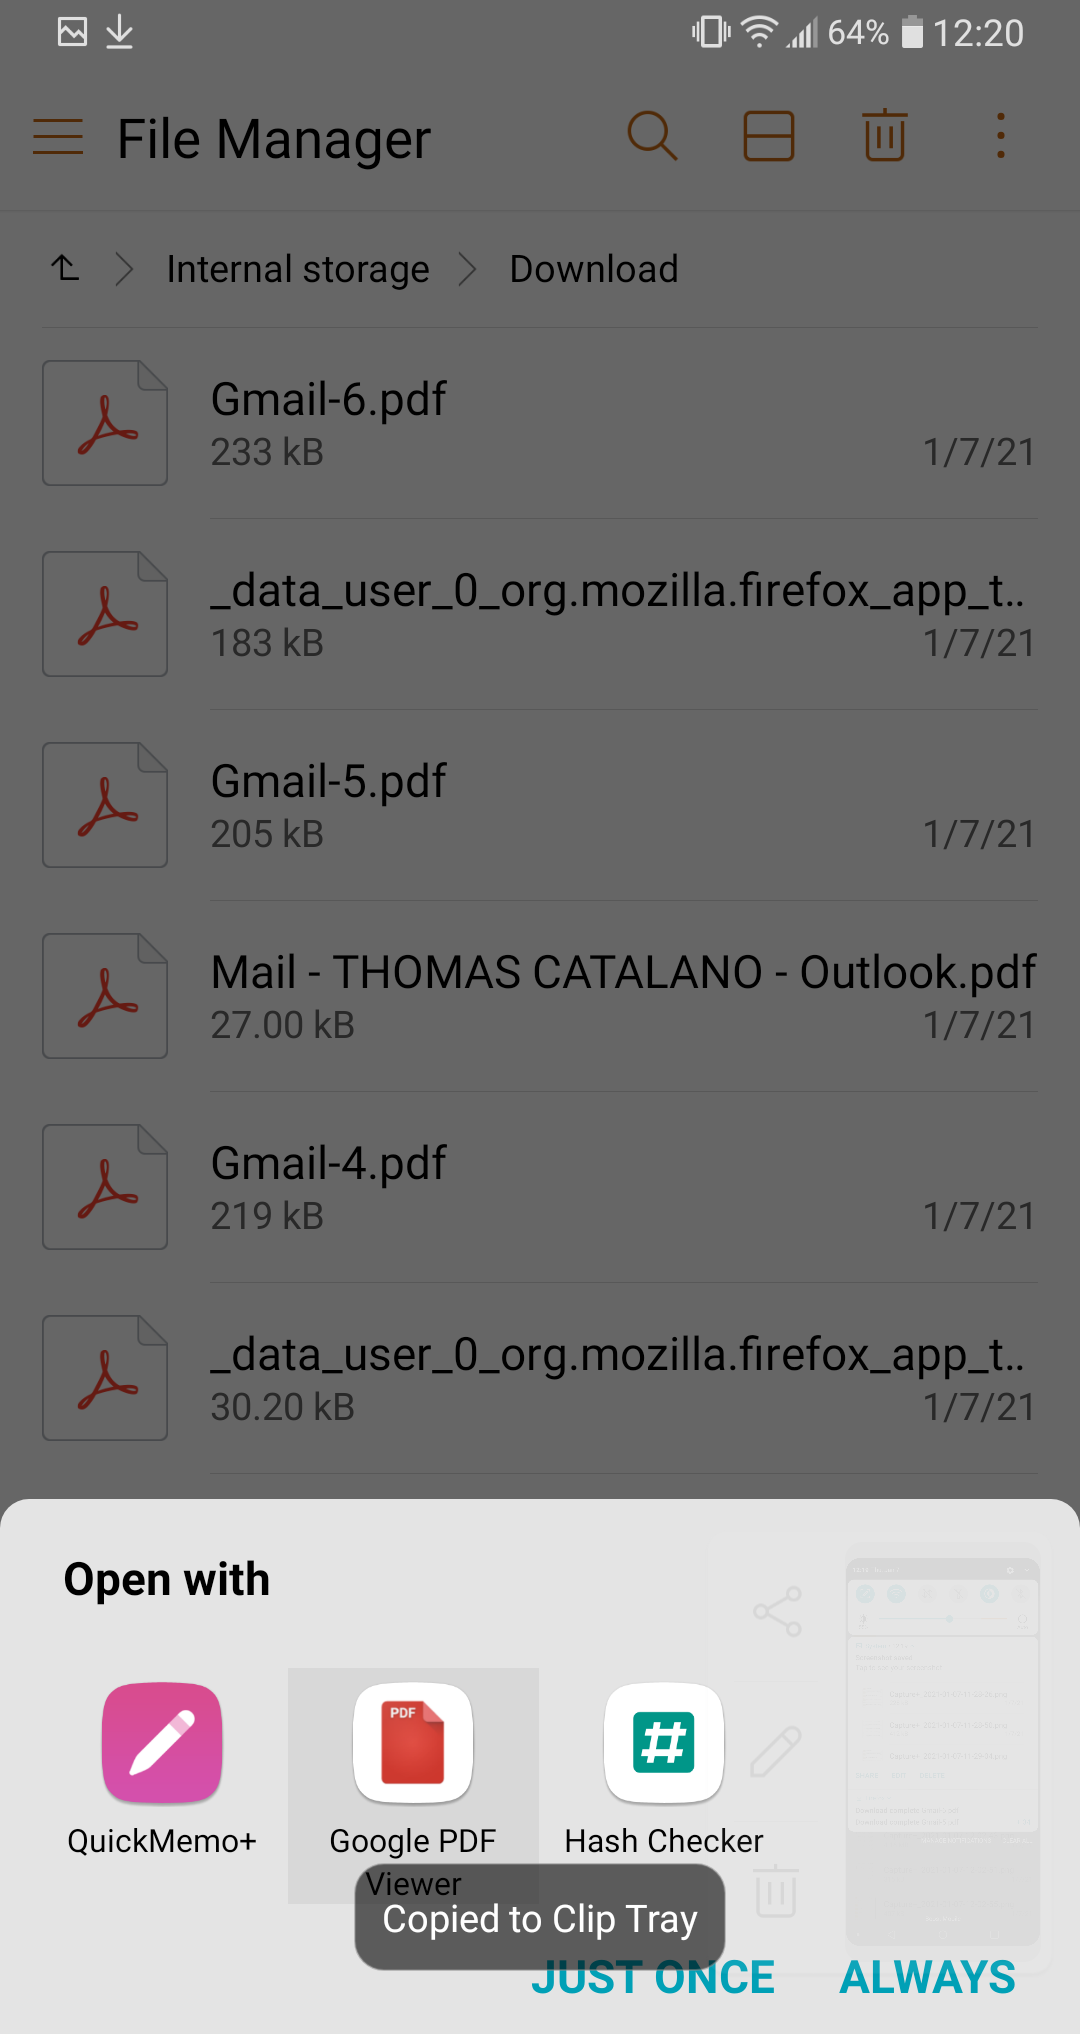 64% 12:20
File Manager
Internal storage Download
Gmail-6.pdf
233 kB 1/7/21
_data_user_0_org.mozilla.firefox_app_t..
183 kB 1/7/21
Gmail-5.pdf
205 kB 1/7/21
Mail - THOMAS CATALANO - Outlook.pdf
27.00 kB 1/7/21
Gmail-4.pdf
219 kB 1/7/21
_data_user_0_org.mozilla.firefox_app_t..
30.20 kB 1/7/21
Open with
PDF
#
QuickMemo+ Google PDF Hash Checker
Viewer
Copied to Clip Tray
JUST ONCE ALWAYS